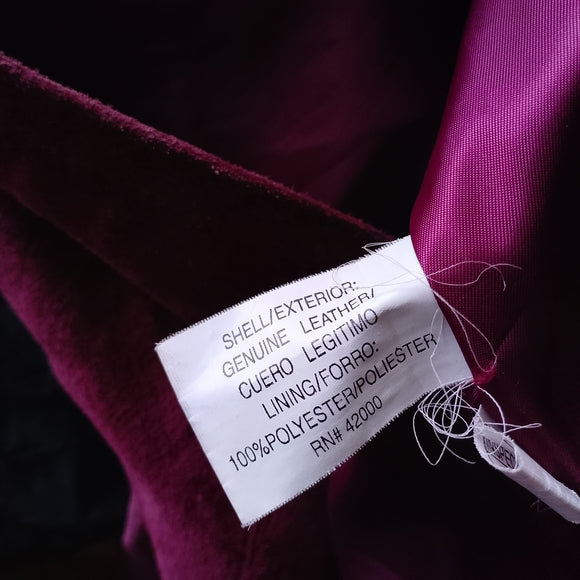 SHELL/EXTERIOR:
GENUINE LEATHER/
CUERO LEGITIMO
LINING/FORRO:
100%POLYESTER/POLIESTER
RN# 42000